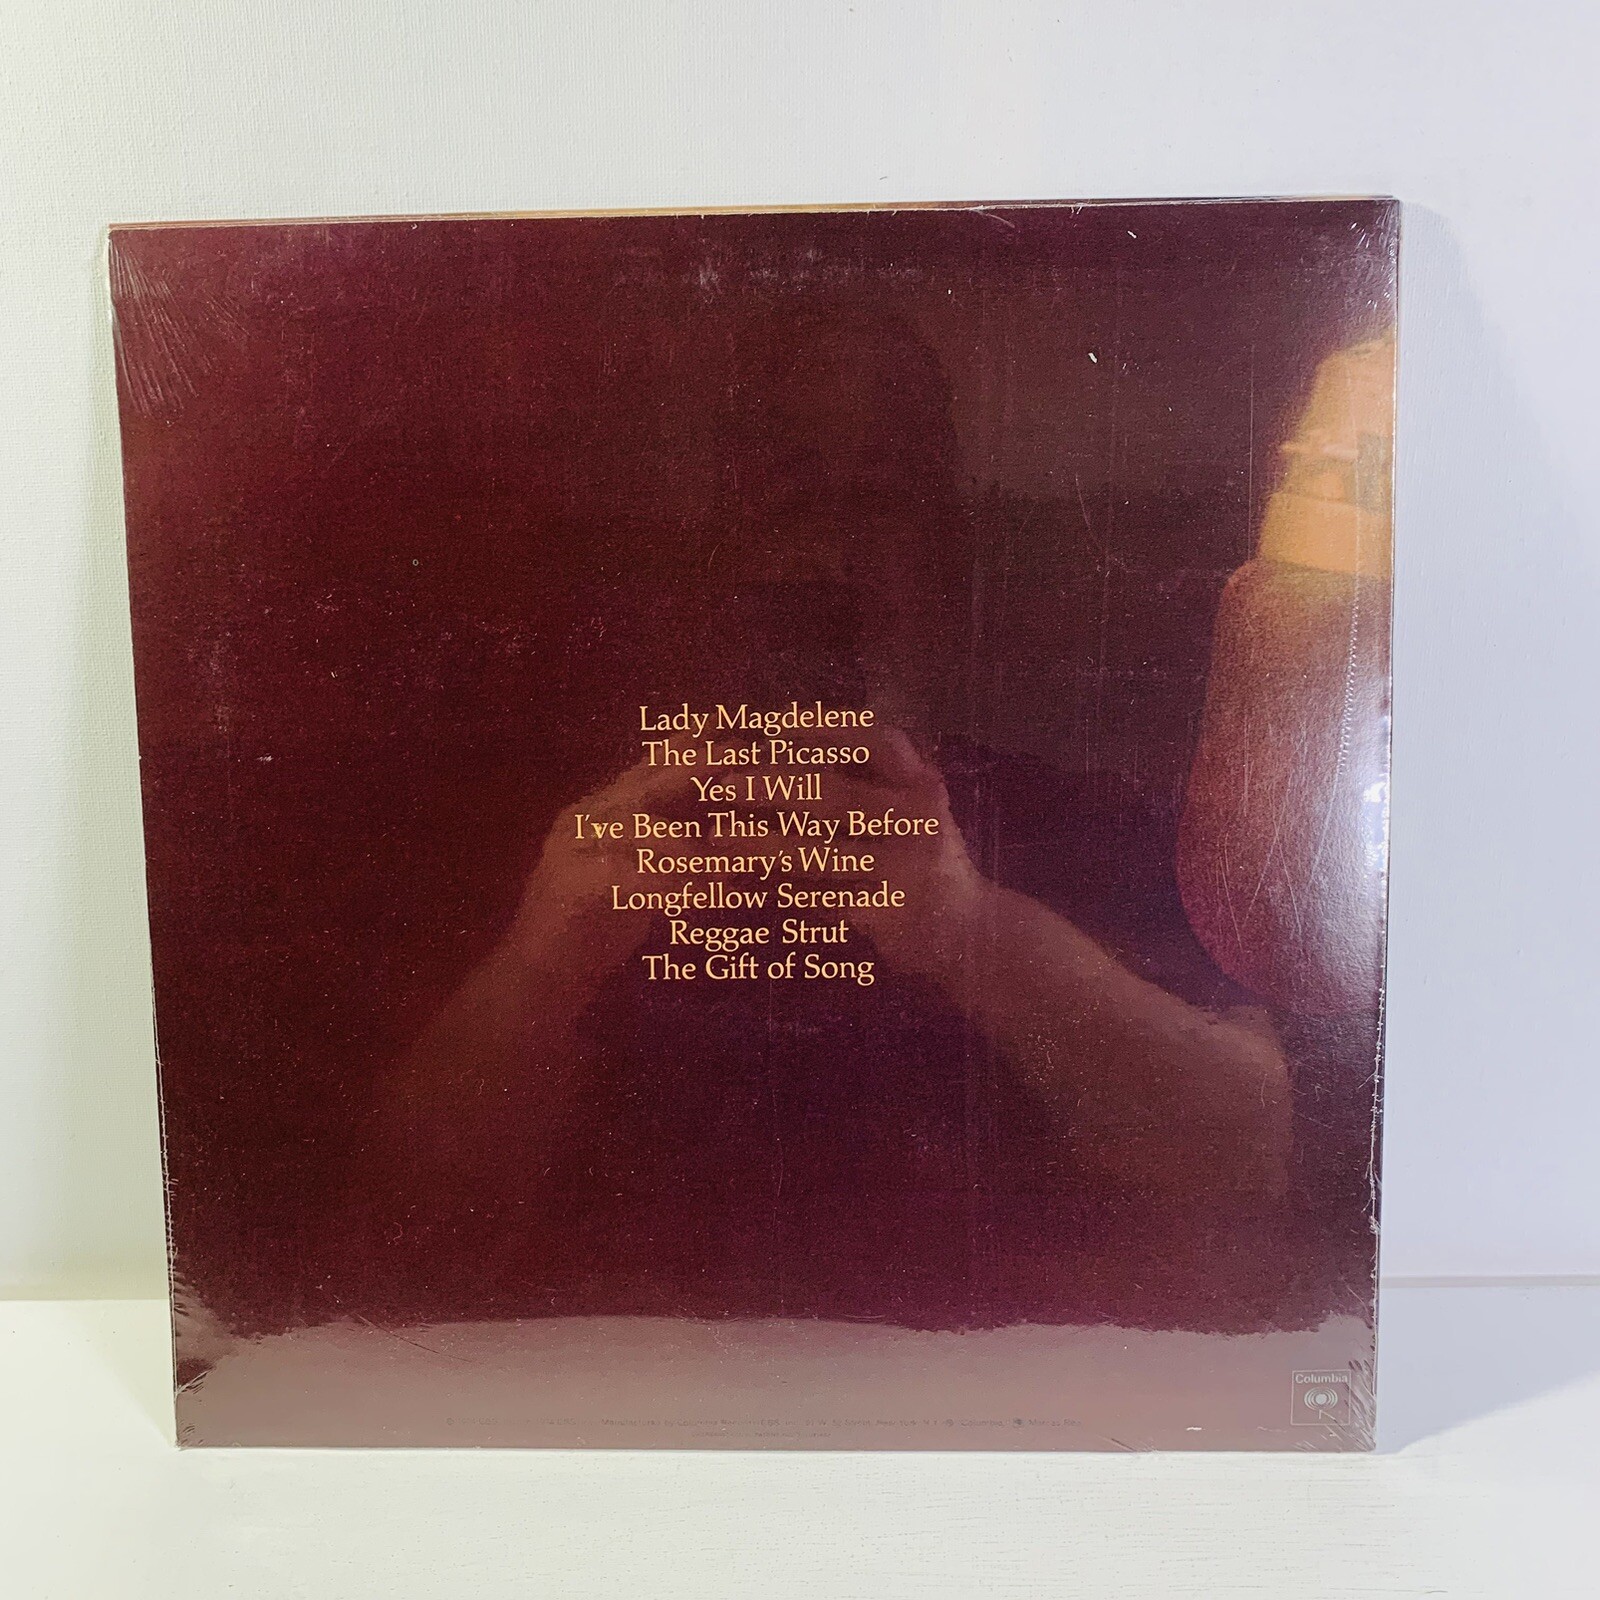 Lady Magdelene
The Last Picasso
Yes I Will
I've Been This Way Before
Rosemary's Wine
Longfellow Serenade
Reggae Strut
The Gift of Song
Columbia